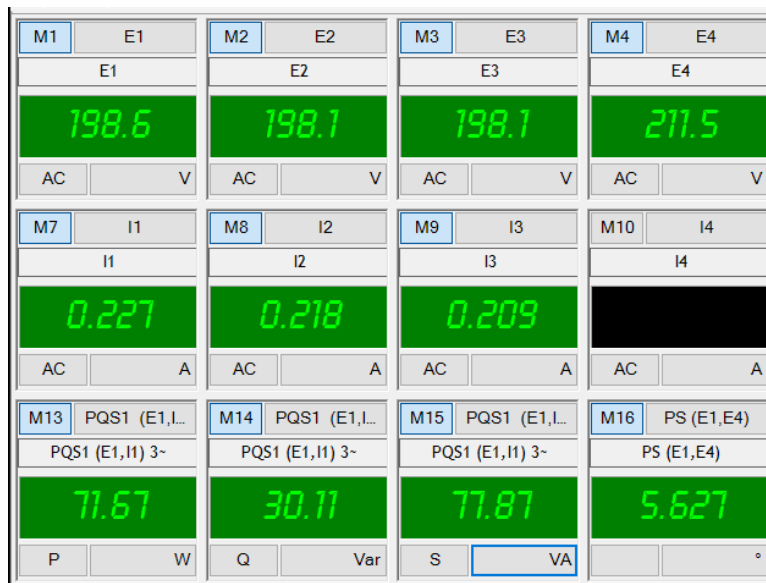 M1 E1 M2 E2 M3 E3 M4 E4
E1 E2 E3 E4
198.6 198.1 198.1 211.5
AC V AC V AC V AC V
M7 I1 M8 I2 M9 I3 M10 I4
I1 I2 I3 I4
0.227 0.218 0.209
AC A AC A AC A AC A
M13 PQS1 (E1,I... M14 PQS1 (E1,I... M15 PQS1 (E1,I... M16 PS (E1,E4)
PQS1 (E1,I1) 3~ PQS1 (E1,I1) 3~ PQS1 (E1,I1) 3~ PS (E1,E4)
71.67 30.11 77.87 5.627
P W Q Var S VA °